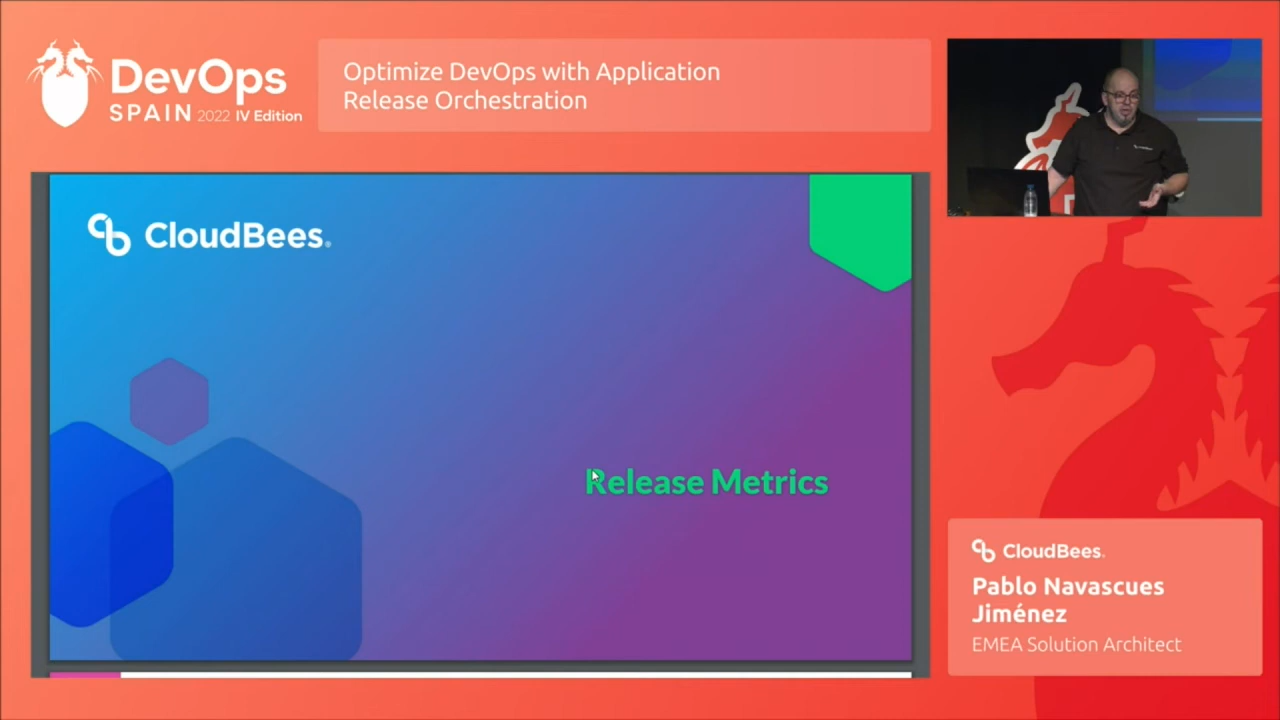 DevOps
SPAIN 2022 IV Edition
Optimize DevOps with Application
Release Orchestration
CloudBees.
Release Metrics
CloudBees.
Pablo Navascues
Jiménez
EMEA Solution Architect